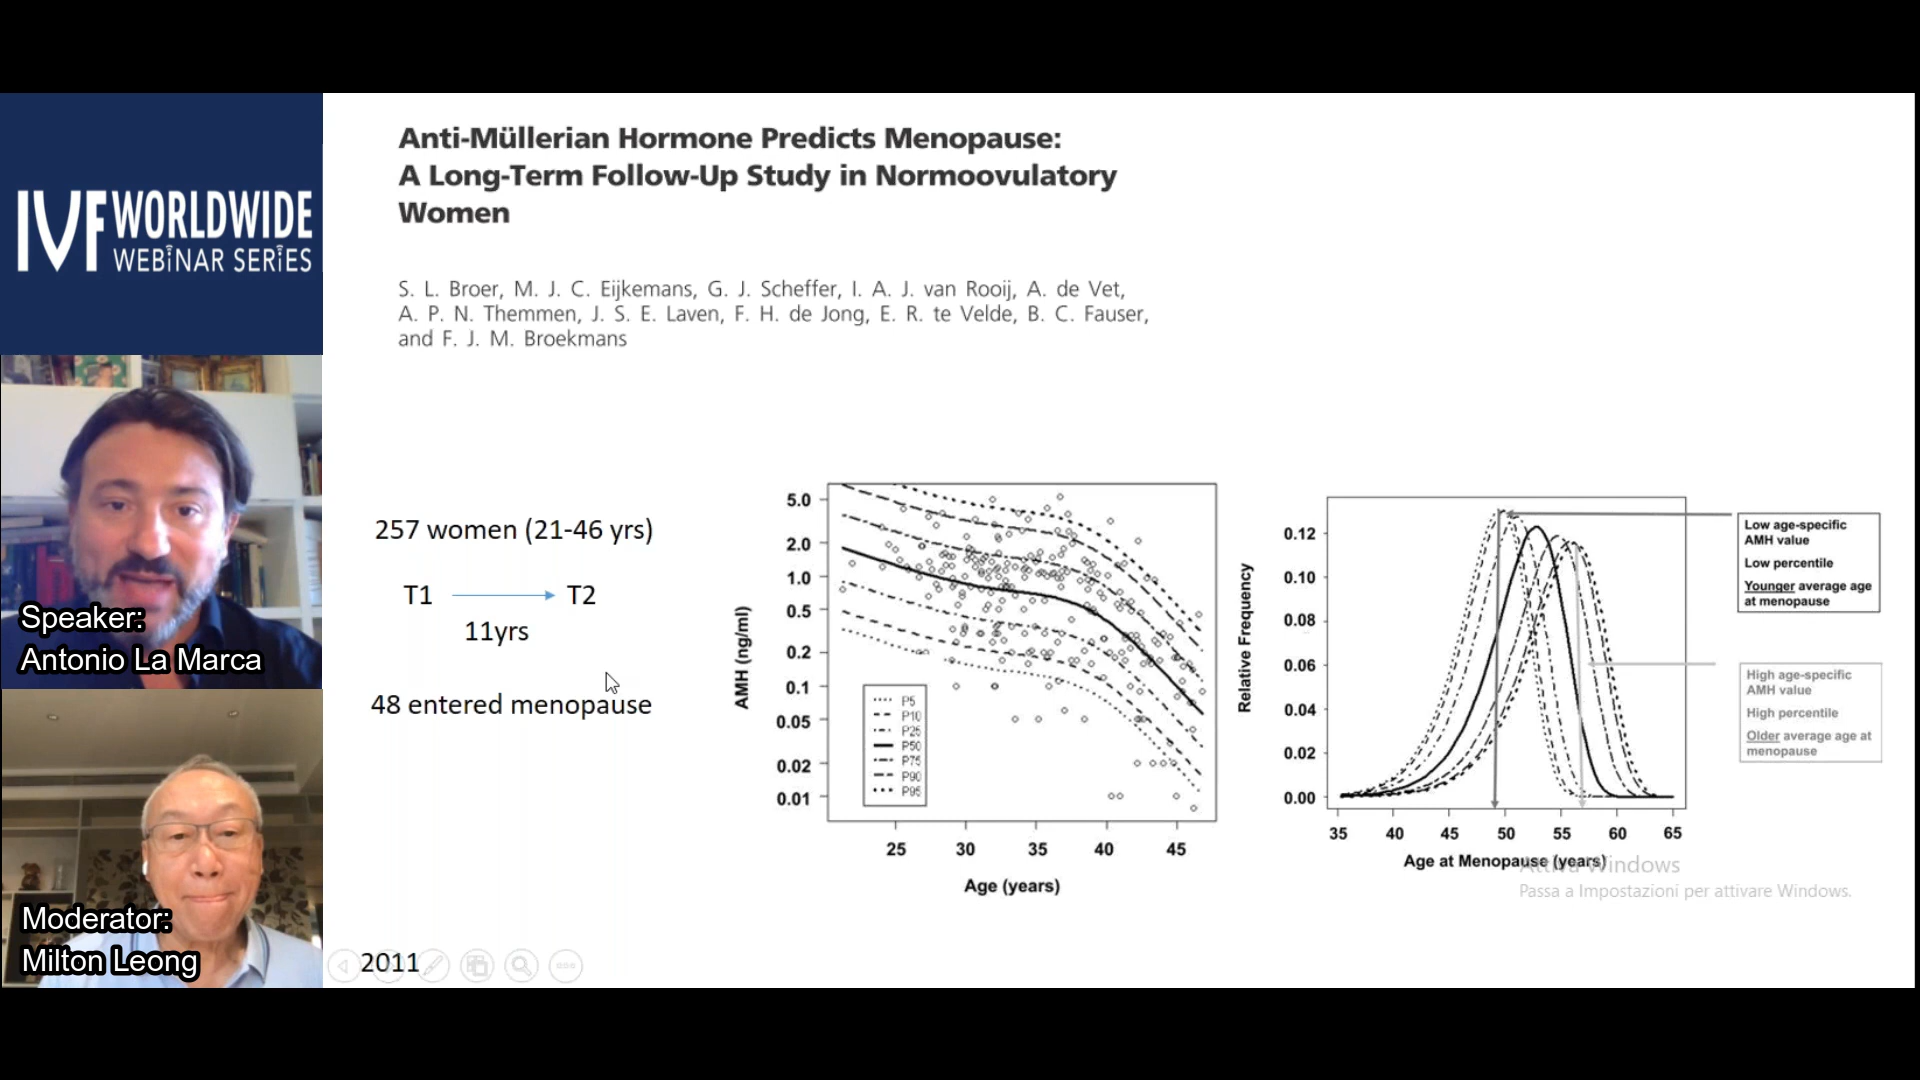 IVF WORLDWIDE
WEBINAR SERIES
Speaker:
Antonio La Marca
Moderator:
Milton Leong
Anti-Müllerian Hormone Predicts Menopause:
A Long-Term Follow-Up Study in Normoovulatory
Women
S. L. Broer, M. J. C. Eijkemans, G. J. Scheffer, I. A. J. van Rooij, A. de Vet,
A. P. N. Themmen, J. S. E. Laven, F. H. de Jong, E. R. te Velde, B. C. Fauser,
and F. J. M. Broekmans
257 women (21-46 yrs)
T1 T2
11yrs
48 entered menopause
2011
AMH (ng/ml)
5.0
2.0
1.0
0.5
0.2
0.1
0.05
0.02
0.01
P5
P10
P25
P50
P75
P90
P95
25 30 35 40 45
Age (years)
Relative Frequency
0.12
0.10
0.08
0.06
0.04
0.02
0.00
35 40 45 50 55 60 65
Age at Menopause (years)
Low age-specific
AMH value
Low percentile
Younger average age
at menopause
High age-specific
AMH value
High percentile
Older average age at
menopause
Attiva Windows
Passa a Impostazioni per attivare Windows.